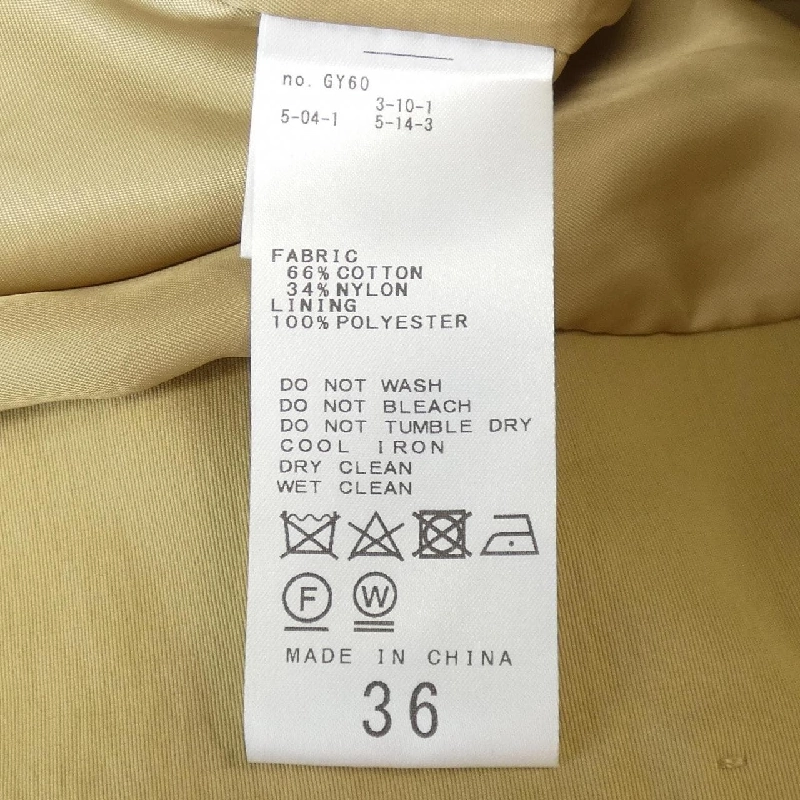 no. GY60
3-10-1
5-04-1 5-14-3
FABRIC
66% COTTON
34% NYLON
LINING
100% POLYESTER
DO NOT WASH
DO NOT BLEACH
DO NOT TUMBLE DRY
COOL IRON
DRY CLEAN
WET CLEAN
F W
MADE IN CHINA
36